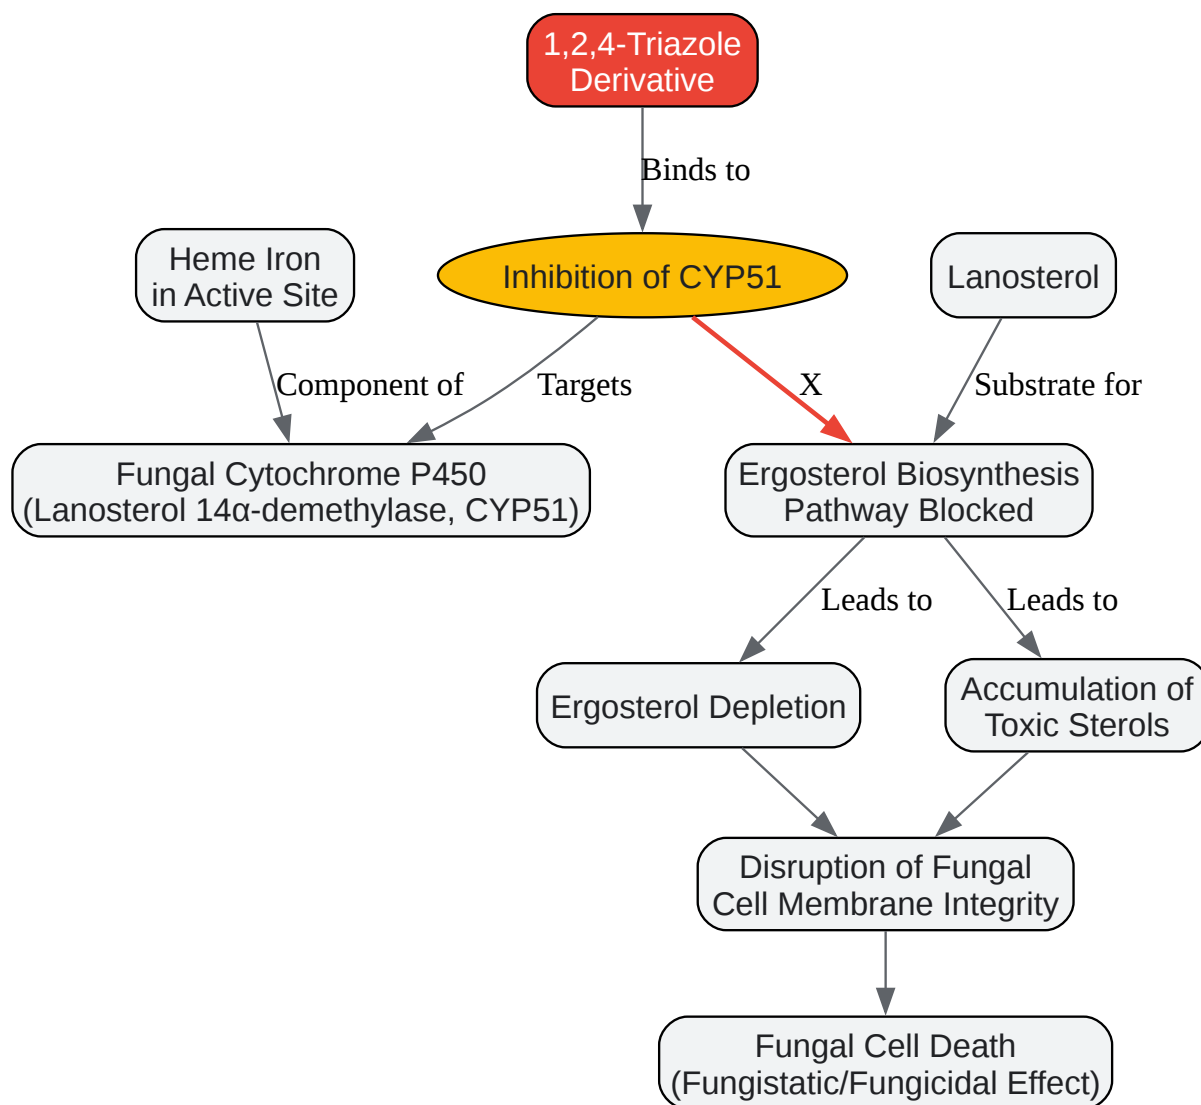 1,2,4-Triazole
Derivative
Binds to
Heme Iron
in Active Site
Inhibition of CYP51
Lanosterol
Component of
Targets
X
Substrate for
Fungal Cytochrome P450
(Lanosterol 14α-demethylase, CYP51)
Ergosterol Biosynthesis
Pathway Blocked
Leads to
Leads to
Ergosterol Depletion
Accumulation of
Toxic Sterols
Disruption of Fungal
Cell Membrane Integrity
Fungal Cell Death
(Fungistatic/Fungicidal Effect)